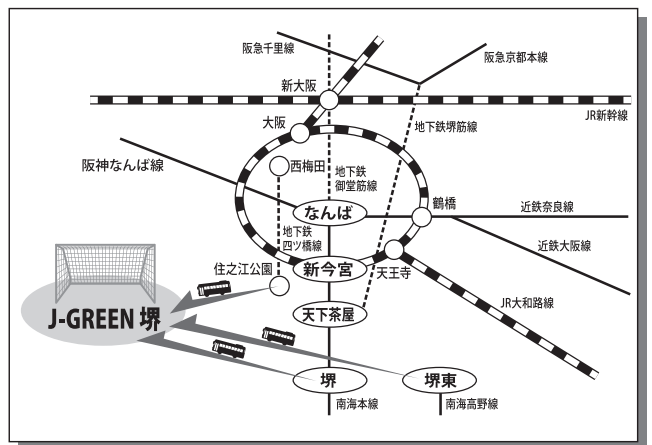 阪急千里線
阪急京都本線
新大阪
JR新幹線
大阪
地下鉄堺筋線
阪神なんば線
西梅田
地下鉄
御堂筋線
なんば
鶴橋
近鉄奈良線
地下鉄
四ツ橋線
近鉄大阪線
住之江公園
新今宮
天王寺
J-GREEN 堺
天下茶屋
JR大和路線
堺
堺東
南海本線
南海高野線